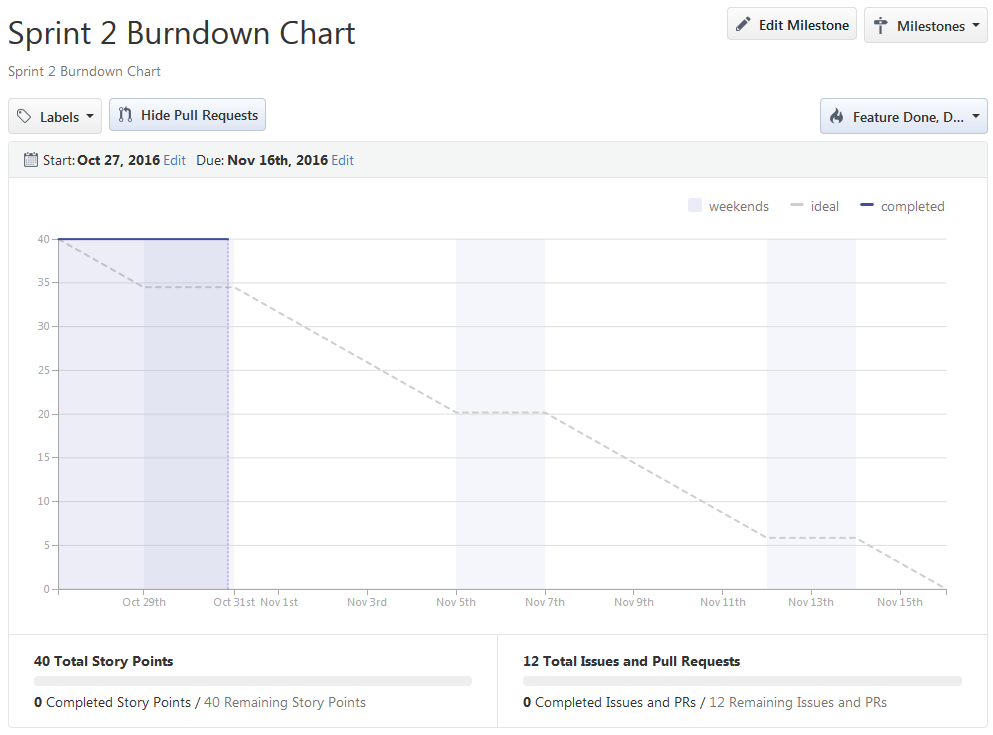 Sprint 2 Burndown Chart
Edit Milestone
Milestones
Sprint 2 Burndown Chart
Labels
Hide Pull Requests
Feature Done, D...
Start: Oct 27, 2016 Edit Due: Nov 16th, 2016 Edit
weekends ideal completed
40
35
30
25
20
15
10
5
0
Oct 29th Oct 31st Nov 1st Nov 3rd Nov 5th Nov 7th Nov 9th Nov 11th Nov 13th Nov 15th
40 Total Story Points
0 Completed Story Points / 40 Remaining Story Points
12 Total Issues and Pull Requests
0 Completed Issues and PRs / 12 Remaining Issues and PRs